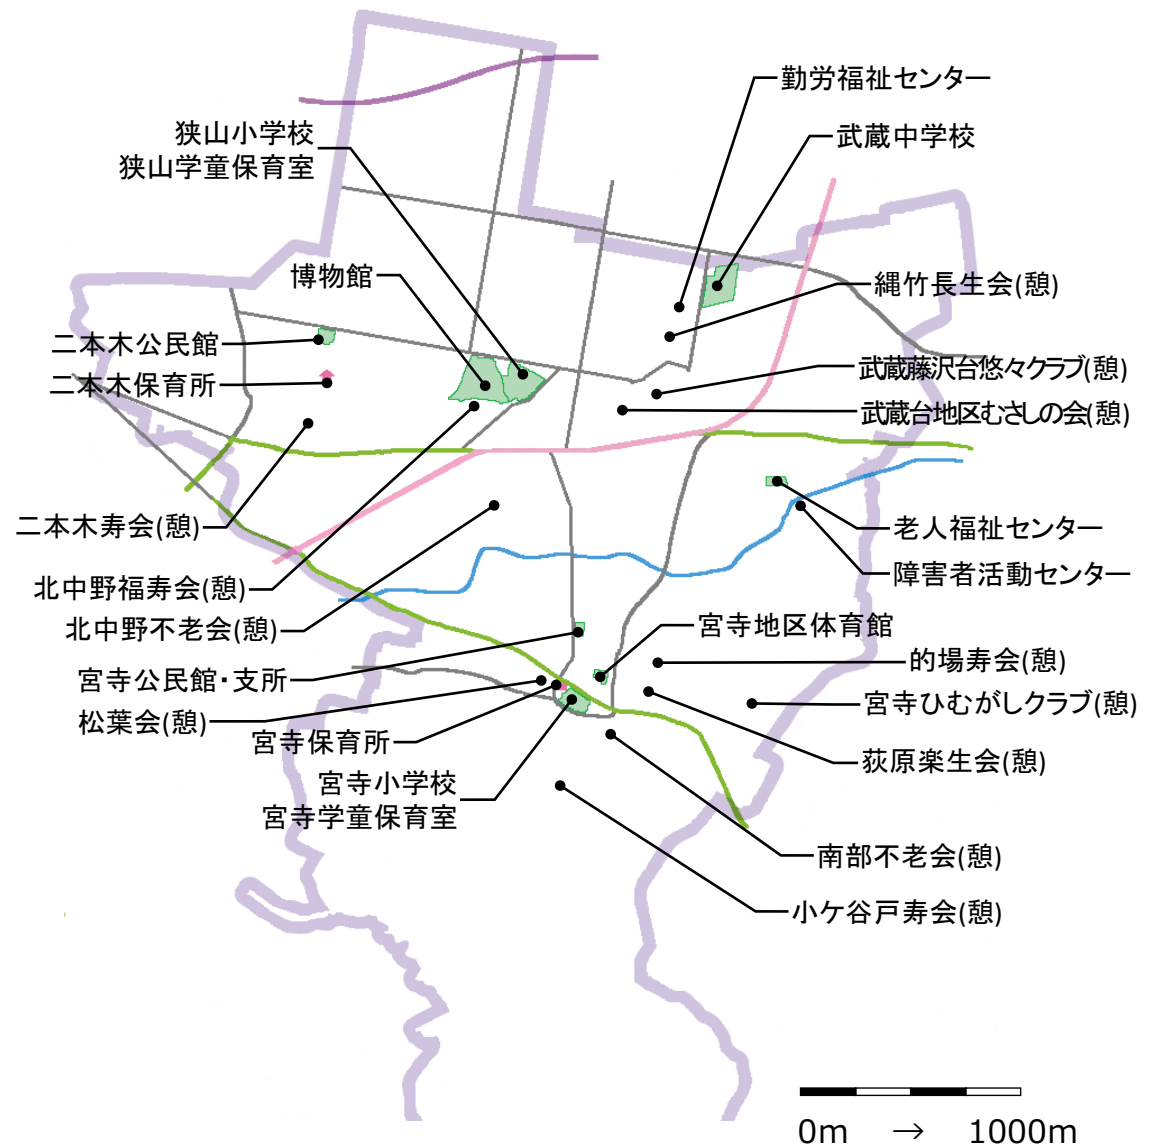 勤労福祉センター
狭山小学校
狭山学童保育室
武蔵中学校
博物館
縄竹長生会(憩)
二本木公民館
武蔵藤沢台悠々クラブ(憩)
二本木保育所
武蔵台地区むさしの会(憩)
二本木寿会(憩)
老人福祉センター
障害者活動センター
北中野福寿会(憩)
北中野不老会(憩)
宮寺地区体育館
的場寿会(憩)
宮寺公民館・支所
宮寺ひむがしクラブ(憩)
松葉会(憩)
宮寺保育所
荻原楽生会(憩)
宮寺小学校
宮寺学童保育室
南部不老会(憩)
小ケ谷戸寿会(憩)
0m → 1000m